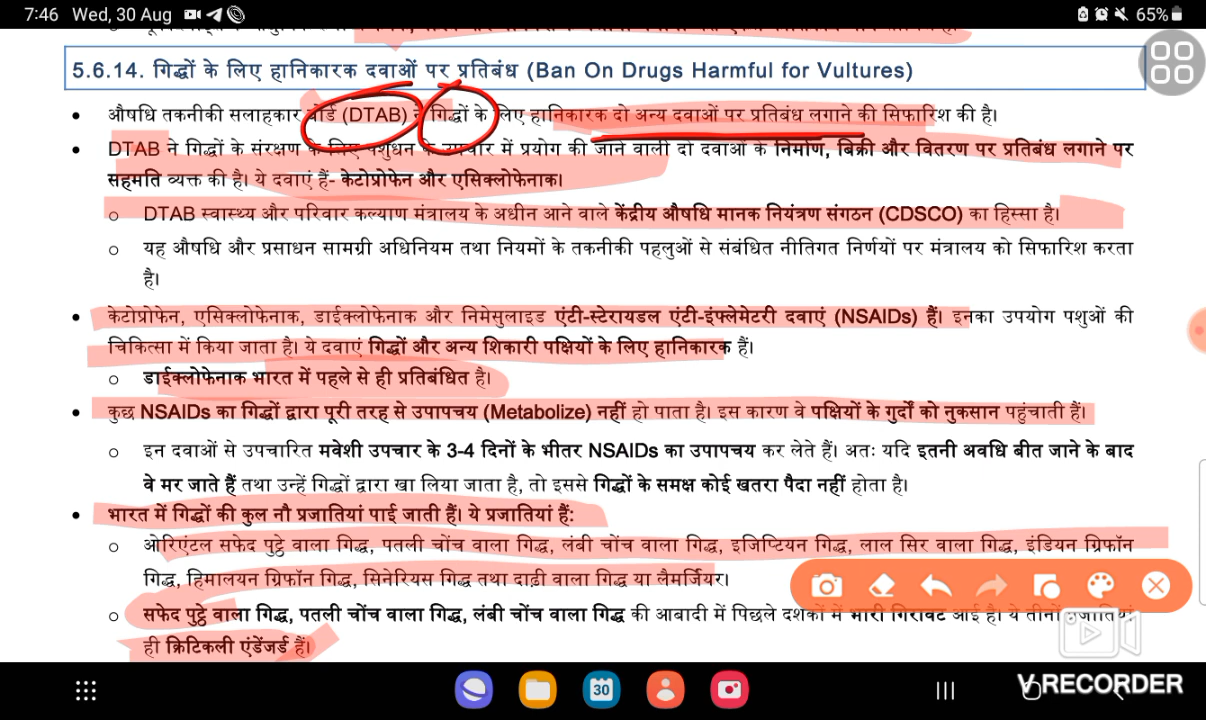 7:46 Wed, 30 Aug
65%
5.6.14. गिद्धों के लिए हानिकारक दवाओं पर प्रतिबंध (Ban On Drugs Harmful for Vultures)
औषधि तकनीकी सलाहकार बोर्ड (DTAB) ने गिद्धों के लिए हानिकारक दो अन्य दवाओं पर प्रतिबंध लगाने की सिफारिश की है।
DTAB ने गिद्धों के संरक्षण के लिए पशुधन के उपचार में प्रयोग की जाने वाली दो दवाओं के निर्माण, बिक्री और वितरण पर प्रतिबंध लगाने पर
सहमति व्यक्त की है। ये दवाएं हैं- केटोप्रोफेन और एसिक्लोफेनाक।
o DTAB स्वास्थ्य और परिवार कल्याण मंत्रालय के अधीन आने वाले केंद्रीय औषधि मानक नियंत्रण संगठन (CDSCO) का हिस्सा है।
o यह औषधि और प्रसाधन सामग्री अधिनियम तथा नियमों के तकनीकी पहलुओं से संबंधित नीतिगत निर्णयों पर मंत्रालय को सिफारिश करता
है।
केटोप्रोफेन, एसिक्लोफेनाक, डाईक्लोफेनाक और निमेसुलाइड एंटी-स्टेरायडल एंटी-इंफ्लेमेटरी दवाएं (NSAIDs) हैं। इनका उपयोग पशुओं की
चिकित्सा में किया जाता है। ये दवाएं गिद्धों और अन्य शिकारी पक्षियों के लिए हानिकारक हैं।
o डाईक्लोफेनाक भारत में पहले से ही प्रतिबंधित है।
कुछ NSAIDs का गिद्धों द्वारा पूरी तरह से उपापचय (Metabolize) नहीं हो पाता है। इस कारण वे पक्षियों के गुर्दों को नुकसान पहुंचाती हैं।
o इन दवाओं से उपचारित मवेशी उपचार के 3-4 दिनों के भीतर NSAIDs का उपापचय कर लेते हैं। अतः यदि इतनी अवधि बीत जाने के बाद
वे मर जाते हैं तथा उन्हें गिद्धों द्वारा खा लिया जाता है, तो इससे गिद्धों के समक्ष कोई खतरा पैदा नहीं होता है।
भारत में गिद्धों की कुल नौ प्रजातियां पाई जाती हैं। ये प्रजातियां हैं:
o ओरिएंटल सफेद पुट्ठे वाला गिद्ध, पतली चोंच वाला गिद्ध, लंबी चोंच वाला गिद्ध, इजिप्टियन गिद्ध, लाल सिर वाला गिद्ध, इंडियन ग्रिफॉन
गिद्ध, हिमालयन ग्रिफॉन गिद्ध, सिनेरियस गिद्ध तथा दाढ़ी वाला गिद्ध या लैमर्जियर।
o सफेद पुट्ठे वाला गिद्ध, पतली चोंच वाला गिद्ध, लंबी चोंच वाला गिद्ध की आबादी में पिछले दशकों में भारी गिरावट आई है। ये तीनों
ही क्रिटिकली एंडेंजर्ड हैं।
30
VRECORDER